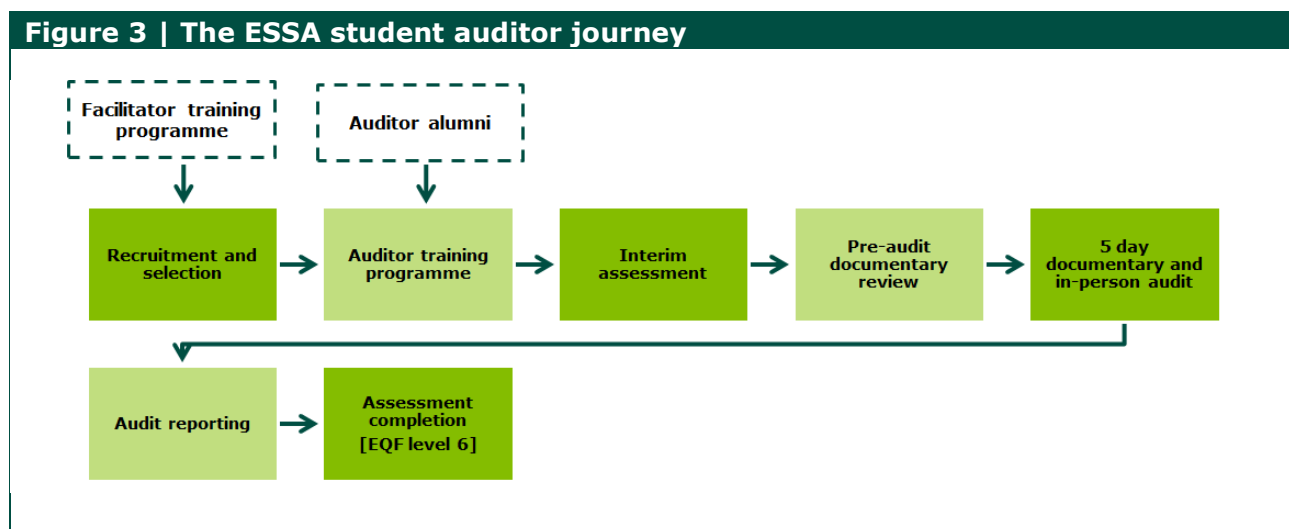 Figure 3 | The ESSA student auditor journey
Facilitator training
programme
Auditor alumni
Recruitment and
selection
Auditor training
programme
Interim
assessment
Pre-audit
documentary
review
5 day
documentary and
in-person audit
Audit reporting
Assessment
completion
[EQF level 6]